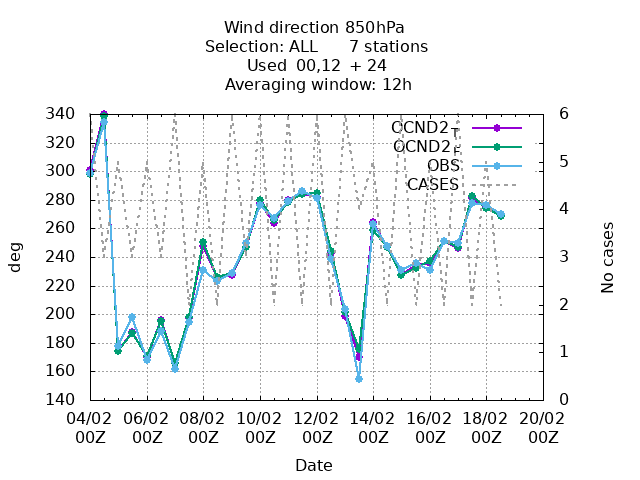 Wind direction 850hPa
Selection: ALL 7 stations
Used 00,12 + 24
Averaging window: 12h
340 6
CCND2T
320
CCND2F
300 5
OBS
CASES
280
260 4
240 3
220
200 2
180
160 1
140 0
deg
No cases
04/02 06/02 08/02 10/02 12/02 14/02 16/02 18/02 20/02
00Z 00Z 00Z 00Z 00Z 00Z 00Z 00Z 00Z
Date